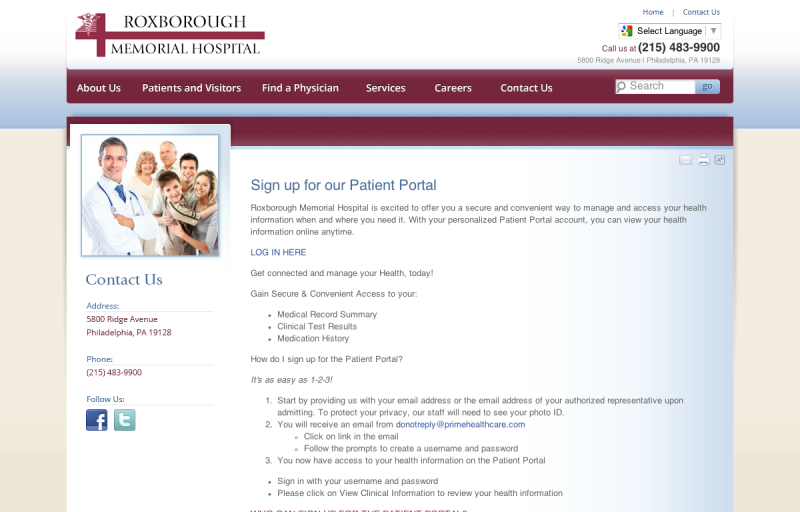 Home | Contact Us
ROXBOROUGH
MEMORIAL HOSPITAL
Select Language | ▼
Call us at (215) 483-9900
5800 Ridge Avenue | Philadelphia, PA 19128
About Us Patients and Visitors Find a Physician Services Careers Contact Us Search go
Sign up for our Patient Portal
Roxborough Memorial Hospital is excited to offer you a secure and convenient way to manage and access your health
information when and where you need it. With your personalized Patient Portal account, you can view your health
information online anytime.
LOG IN HERE
Get connected and manage your Health, today!
Gain Secure & Convenient Access to your:
• Medical Record Summary
• Clinical Test Results
• Medication History
How do I sign up for the Patient Portal?
It's as easy as 1-2-3!
1. Start by providing us with your email address or the email address of your authorized representative upon
admitting. To protect your privacy, our staff will need to see your photo ID.
2. You will receive an email from donotreply@primehealthcare.com
◦ Click on link in the email
◦ Follow the prompts to create a username and password
3. You now have access to your health information on the Patient Portal
• Sign in with your username and password
• Please click on View Clinical Information to review your health information
WHO CAN SIGN UP FOR THE PATIENT PORTAL?
Contact Us
Address:
5800 Ridge Avenue
Philadelphia, PA 19128
Phone:
(215) 483-9900
Follow Us: